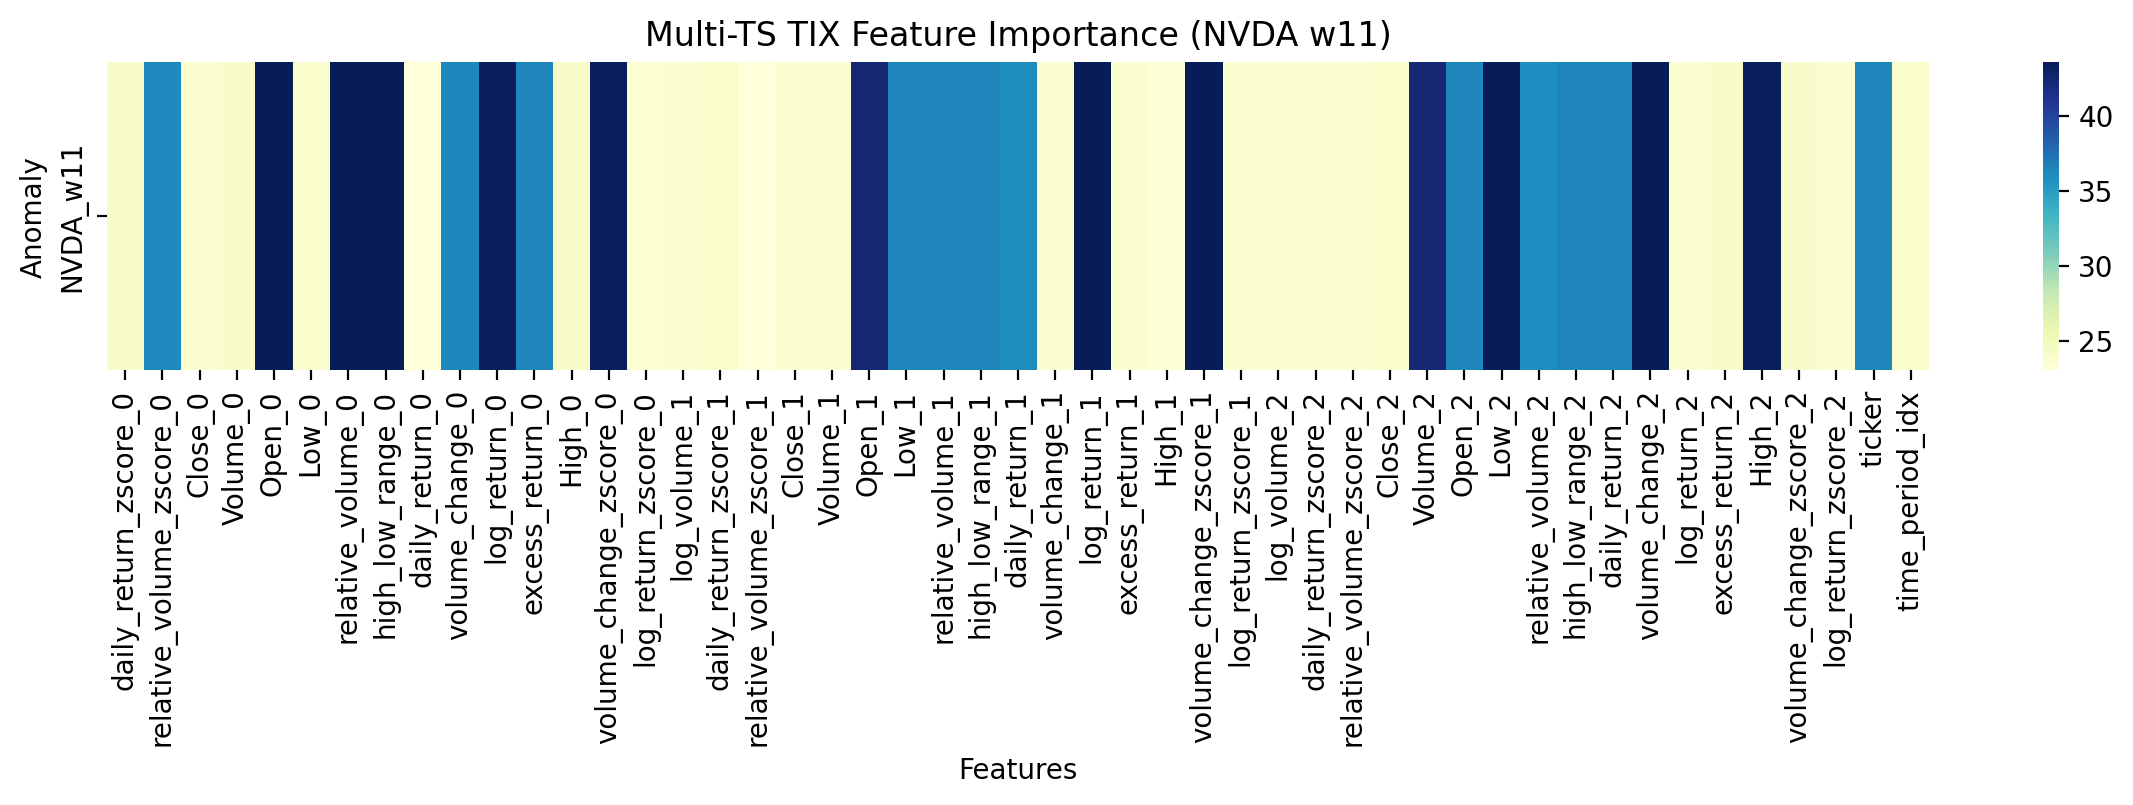 Multi-TS TIX Feature Importance (NVDA w11)
Anomaly
NVDA_w11
40
35
30
25
daily_return_zscore_0
relative_volume_zscore_0
Close_0
Volume_0
Open_0
Low_0
relative_volume_0
high_low_range_0
daily_return_0
volume_change_0
log_return_0
excess_return_0
High_0
volume_change_zscore_0
log_return_zscore_0
log_volume_1
daily_return_zscore_1
relative_volume_zscore_1
Close_1
Volume_1
Open_1
Low_1
relative_volume_1
high_low_range_1
daily_return_1
volume_change_1
log_return_1
excess_return_1
High_1
volume_change_zscore_1
log_return_zscore_1
log_volume_2
daily_return_zscore_2
relative_volume_zscore_2
Close_2
Volume_2
Open_2
Low_2
relative_volume_2
high_low_range_2
daily_return_2
volume_change_2
log_return_2
excess_return_2
High_2
volume_change_zscore_2
log_return_zscore_2
ticker
time_period_idx
Features